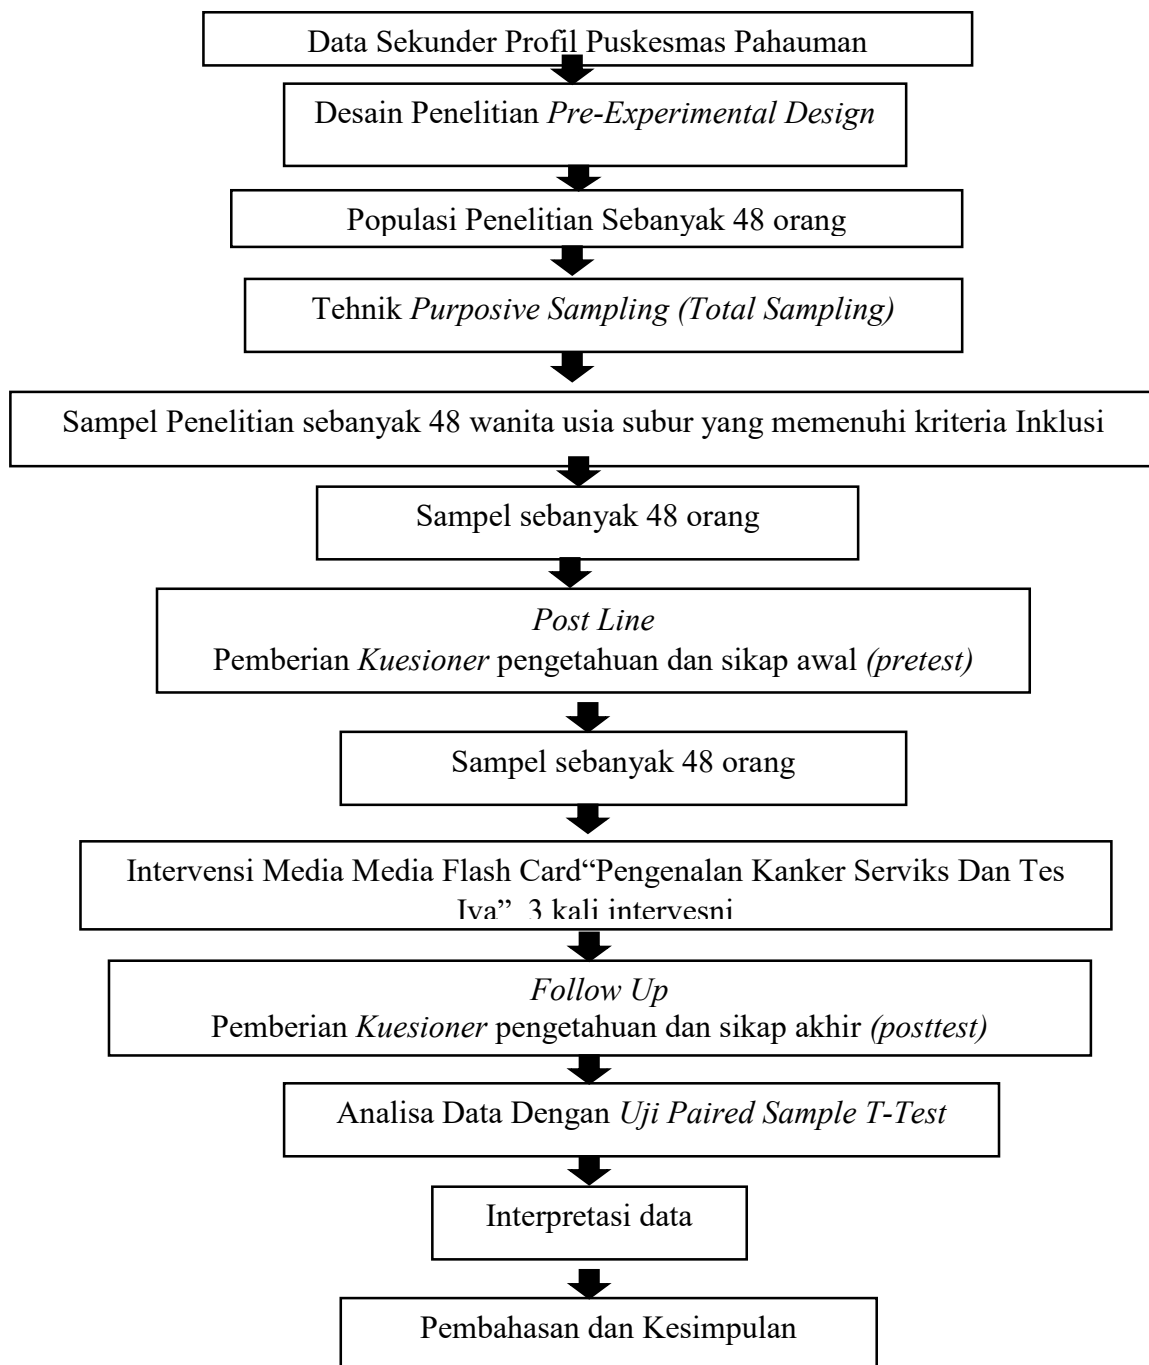 Data Sekunder Profil Puskesmas Pahauman
Desain Penelitian Pre-Experimental Design
Populasi Penelitian Sebanyak 48 orang
Tehnik Purposive Sampling (Total Sampling)
Sampel Penelitian sebanyak 48 wanita usia subur yang memenuhi kriteria Inklusi
Sampel sebanyak 48 orang
Post Line
Pemberian Kuesioner pengetahuan dan sikap awal (pretest)
Sampel sebanyak 48 orang
Intervensi Media Media Flash Card“Pengenalan Kanker Serviks Dan Tes
Iva” 3 kali intervesni
Follow Up
Pemberian Kuesioner pengetahuan dan sikap akhir (posttest)
Analisa Data Dengan Uji Paired Sample T-Test
Interpretasi data
Pembahasan dan Kesimpulan